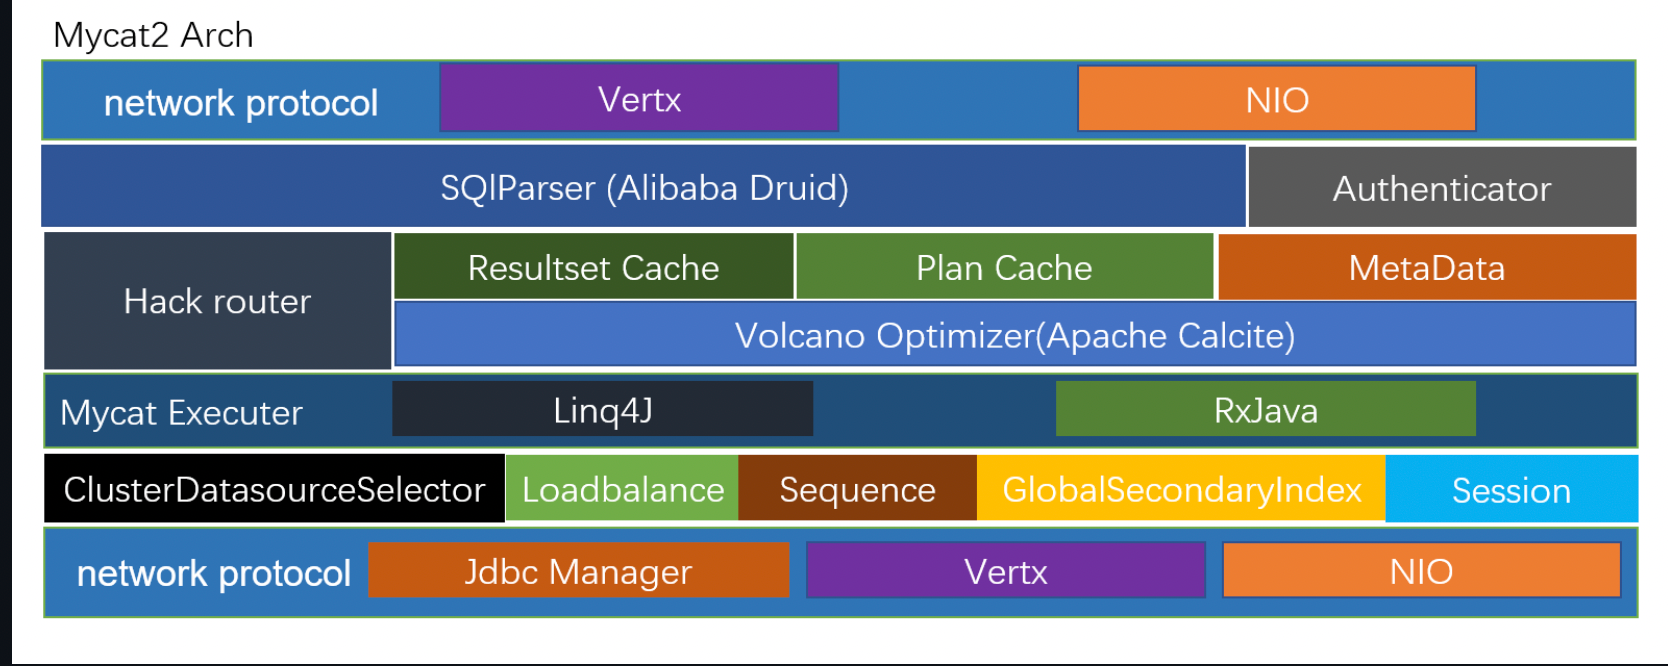 Mycat2 Arch
network protocol Vertx NIO
SQlParser (Alibaba Druid) Authenticator
Resultset Cache Plan Cache MetaData
Hack router
Volcano Optimizer(Apache Calcite)
Mycat Executer Linq4J RxJava
ClusterDatasourceSelector Loadbalance Sequence GlobalSecondaryIndex Session
network protocol Jdbc Manager Vertx NIO